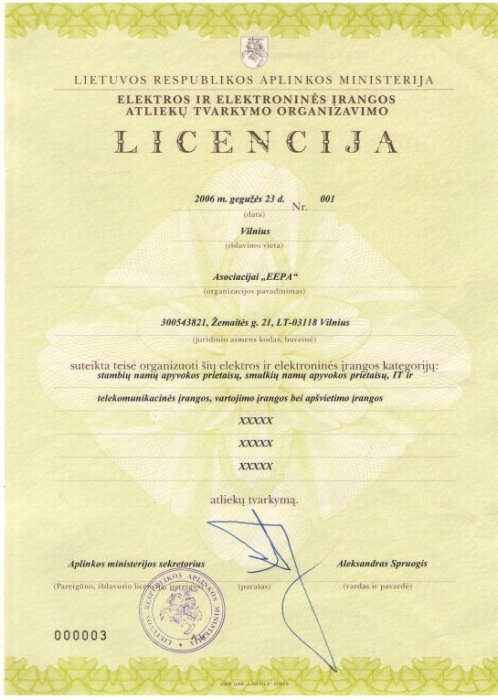 LIETUVOS RESPUBLIKOS APLINKOS MINISTERIJA
ELEKTROS IR ELEKTRONINĖS ĮRANGOS
ATLIEKŲ TVARKYMO ORGANIZAVIMO
LICENCIJA
2006 m. gegužės 23 d. Nr. 001
(data)
Vilnius
(išdavimo vieta)
Asociacijai „EEPA“
(organizacijos pavadinimas)
300543821, Žemaitės g. 21, LT-03118 Vilnius
(juridinio asmens kodas, buveinė)
suteikta teisė organizuoti šių elektros ir elektroninės įrangos kategorijų:
stambių namų apyvokos prietaisų, smulkių namų apyvokos prietaisų, IT ir
telekomunikacinės įrangos, vartojimo įrangos bei apšvietimo įrangos
XXXXX
XXXXX
XXXXX
atliekų tvarkymą.
Aplinkos ministerijos sekretorius Aleksandras Spruogis
(Pareigūno, išdavusio licenciją, pareigos) (parašas) (vardas ir pavardė)
LIETUVOS RESPUBLIKOS APLINKOS MINISTERIJA
000003